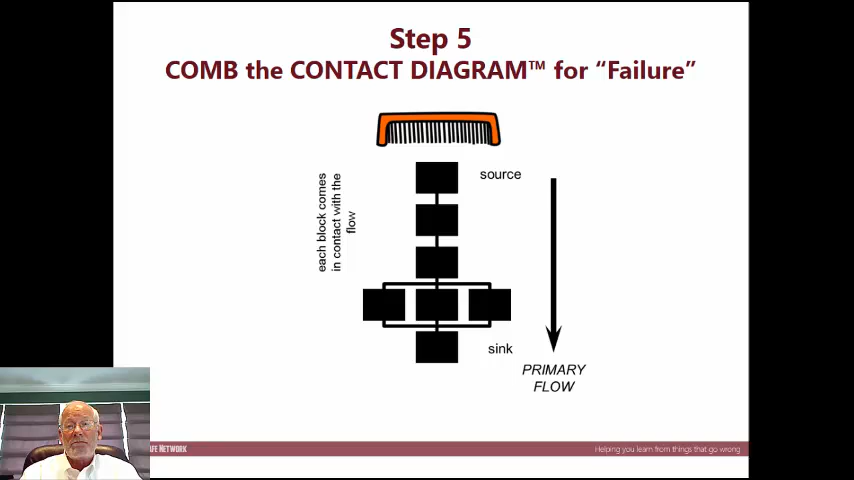 Step 5
COMB the CONTACT DIAGRAM™ for “Failure”
each block comes
in contact with the
flow
source
sink
PRIMARY
FLOW
NETWORK
Helping you learn from things that go wrong